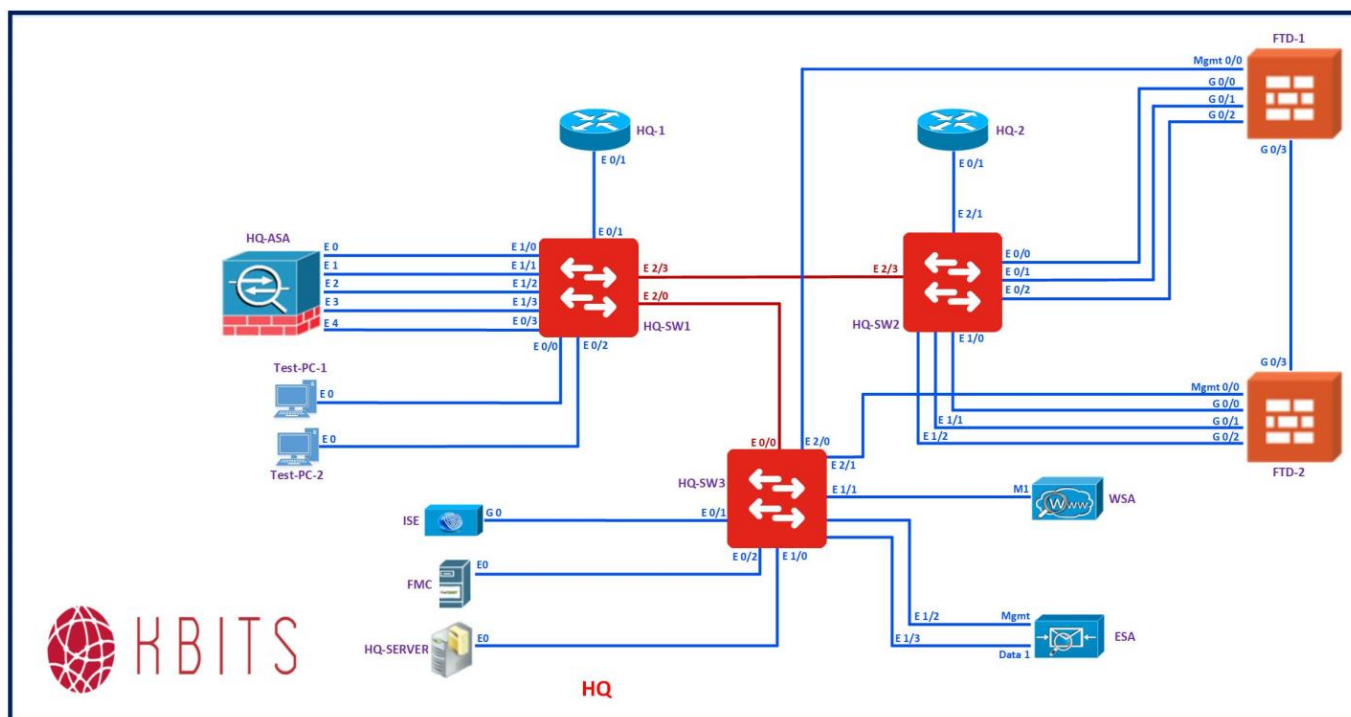 FTD-1
Mgmt 0/0
G 0/0
G 0/1
G 0/2
G 0/3
HQ-1
E 0/1
HQ-2
E 0/1
E 0/1
E 2/1
HQ-ASA
E 0
E 1/0
E 1
E 1/1
E 2
E 1/2
E 3
E 1/3
E 4
E 0/3
E 2/3
E 2/0
HQ-SW1
E 0/0
E 0/2
E 2/3
HQ-SW2
E 0/0
E 0/1
E 0/2
E 1/0
E 1/1
E 1/2
G 0/3
Mgmt 0/0
G 0/0
G 0/1
G 0/2
FTD-2
Test-PC-1
E 0
E 0
Test-PC-2
E 0/0
E 2/0
E 2/1
HQ-SW3
E 1/1
M1
WWW
WSA
ISE
G 0
E 0/1
E 0/2
E 1/0
FMC
E0
HQ-SERVER
E0
E 1/2
Mgmt
E 1/3
Data 1
ESA
KBITS
HQ